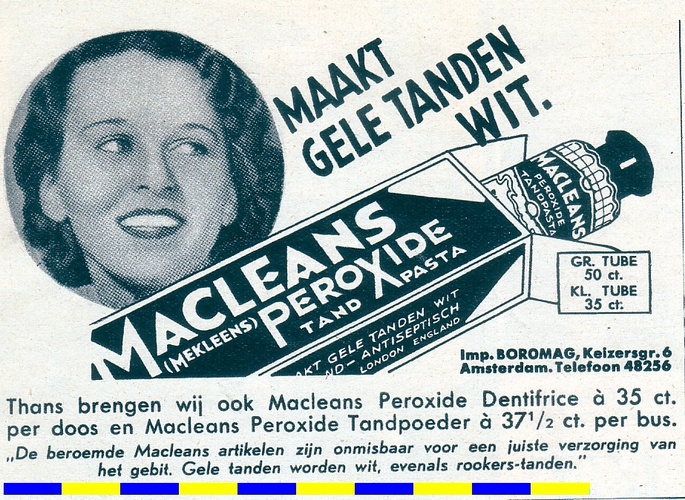 MAAKT
GELE TANDEN
WIT.
MACLEANS
PEROXIDE
TANDPASTA
MACLEANS
MACLEANS
(MEKLEENS) PEROXIDE
TAND PASTA
GELE TANDEN WIT
ANTISEPTISCH
LONDON ENGLAND
GR. TUBE
50 ct.
KL. TUBE
35 ct.
Imp. BOROMAG, Keizersgr. 6
Amsterdam. Telefoon 48256
Thans brengen wij ook Macleans Peroxide Dentifrice à 35 ct.
per doos en Macleans Peroxide Tandpoeder à 37 1/2 ct. per bus.
„De beroemde Macleans artikelen zijn onmisbaar voor een juiste verzorging van
het gebit. Gele tanden worden wit, evenals rookers-tanden."